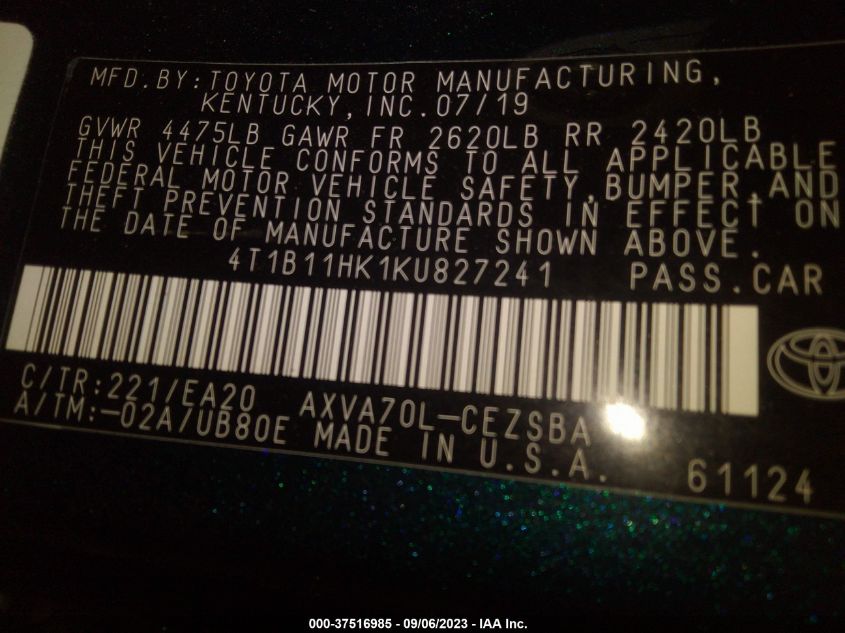 MFD.BY:TOYOTA MOTOR MANUFACTURING,
KENTUCKY,INC.07/19
GVWR 4475LB GAWR FR 2620LB RR 2420LB
THIS VEHICLE CONFORMS TO ALL APPLICABLE
FEDERAL MOTOR VEHICLE SAFETY,BUMPER,AND
THEFT PREVENTION STANDARDS IN EFFECT ON
THE DATE OF MANUFACTURE SHOWN ABOVE.
4T1B11HK1KU827241 PASS.CAR
C/TR:221/EA20 AXVA70L-CEZSBA
A/TM:-02A/UB80E MADE IN U.S.A. 61124
000-37516985 - 09/06/2023 - IAA Inc.